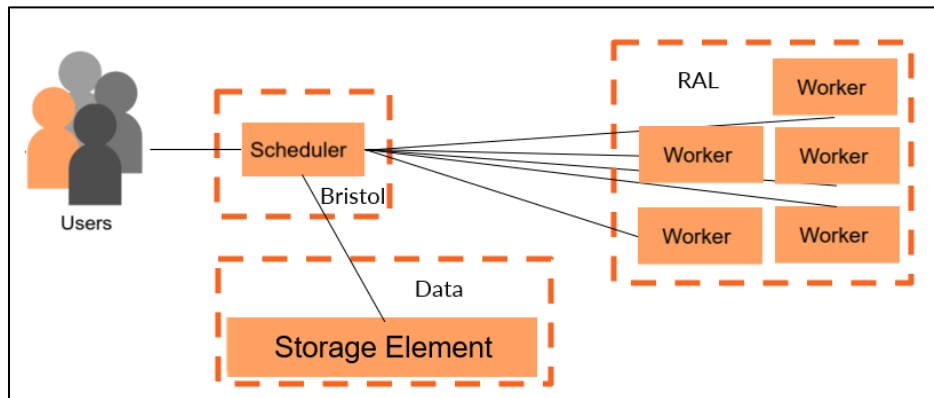 Users
Scheduler
Bristol
Data
Storage Element
RAL
Worker
Worker
Worker
Worker
Worker